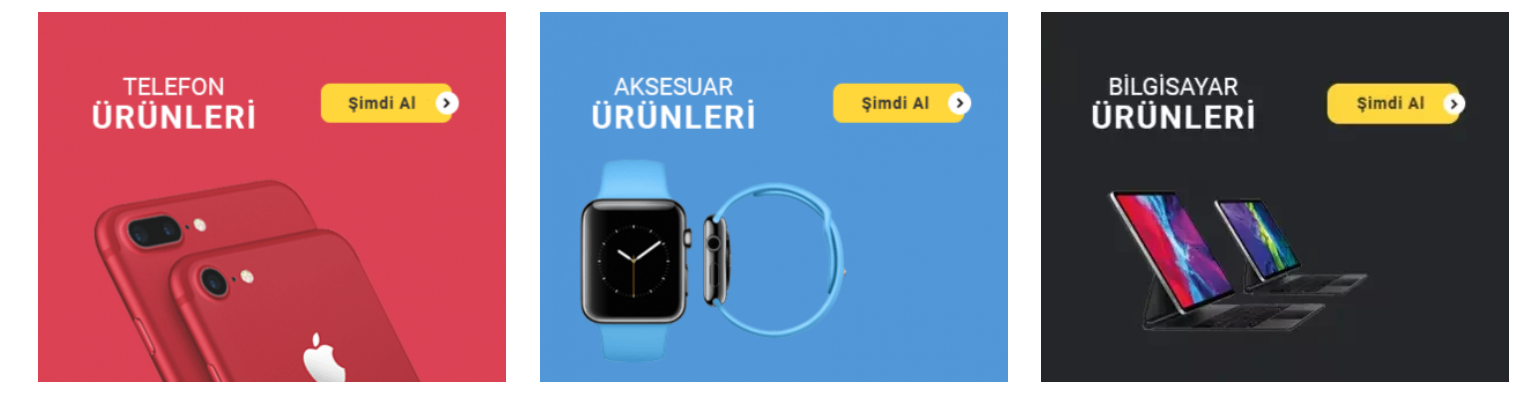 TELEFON
ÜRÜNLERİ
Şimdi Al
AKSESUAR
ÜRÜNLERİ
Şimdi Al
BİLGİSAYAR
ÜRÜNLERİ
Şimdi Al